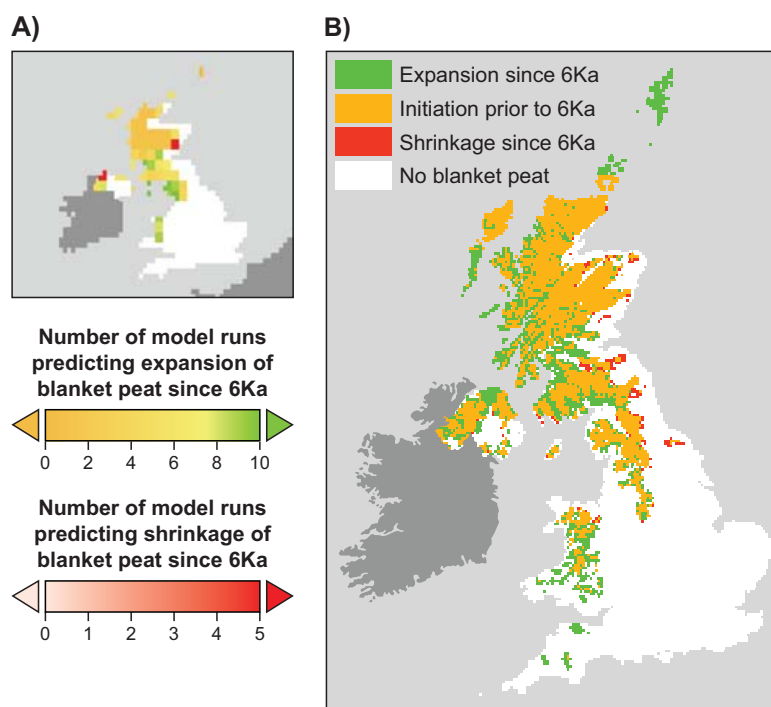 A)
B)
Expansion since 6Ka
Initiation prior to 6Ka
Shrinkage since 6Ka
No blanket peat
Number of model runs
predicting expansion of
blanket peat since 6Ka
0 2 4 6 8 10
Number of model runs
predicting shrinkage of
blanket peat since 6Ka
0 1 2 3 4 5